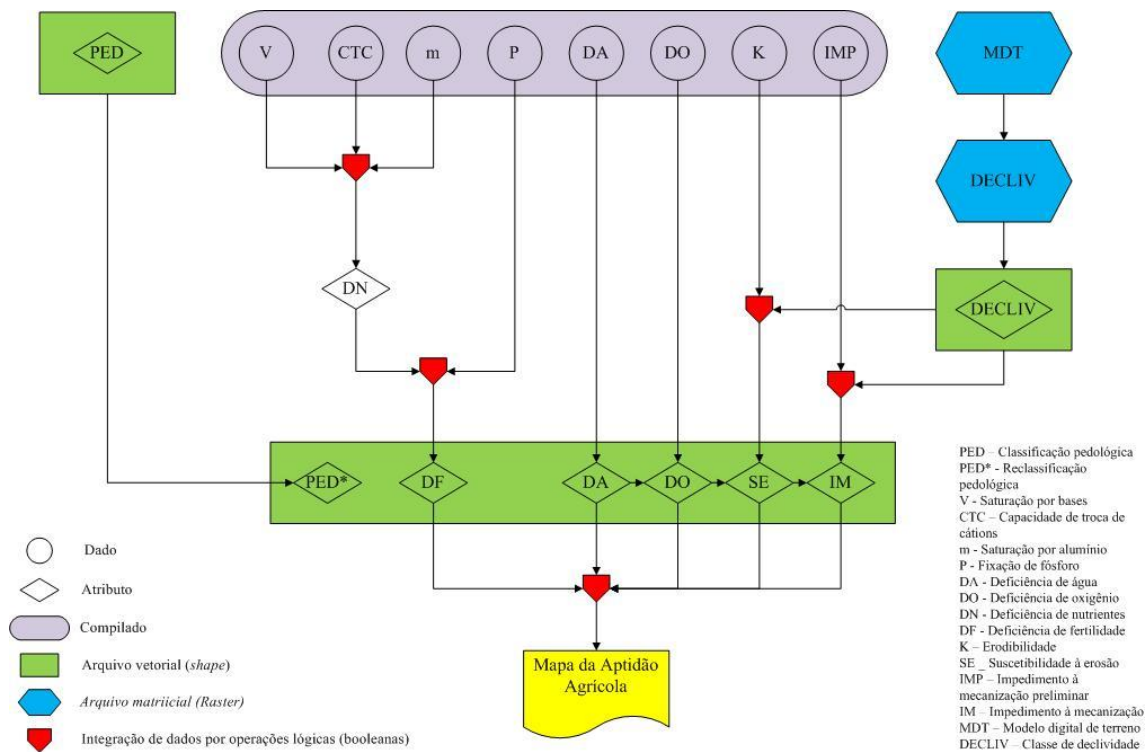 PED
V
CTC
m
P
DA
DO
K
IMP
MDT
DECLIV
DN
DECLIV
PED*
DF
DA
DO
SE
IM
Mapa da Aptidão
Agrícola
Dado
Atributo
Compilado
Arquivo vetorial (shape)
Arquivo matriicial (Raster)
Integração de dados por operações lógicas (booleanas)
PED – Classificação pedológica
PED* - Reclassificação
pedológica
V - Saturação por bases
CTC – Capacidade de troca de
cátions
m - Saturação por alumínio
P - Fixação de fósforo
DA - Deficiência de água
DO - Deficiência de oxigênio
DN - Deficiência de nutrientes
DF - Deficiência de fertilidade
K – Erodibilidade
SE _ Suscetibilidade à erosão
IMP – Impedimento à
mecanização preliminar
IM – Impedimento à mecanização
MDT – Modelo digital de terreno
DECLIV – Classe de declividade